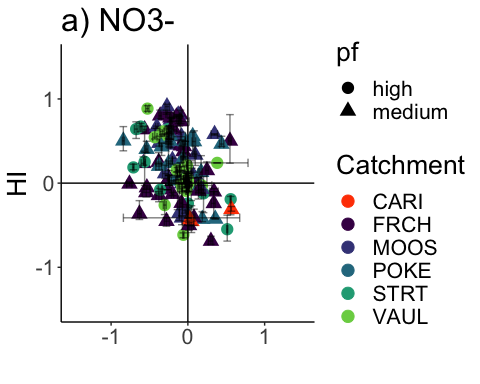 a) NO3-
HI
1
0
-1
-1
0
1
pf
high
medium
Catchment
CARI
FRCH
MOOS
POKE
STRT
VAUL